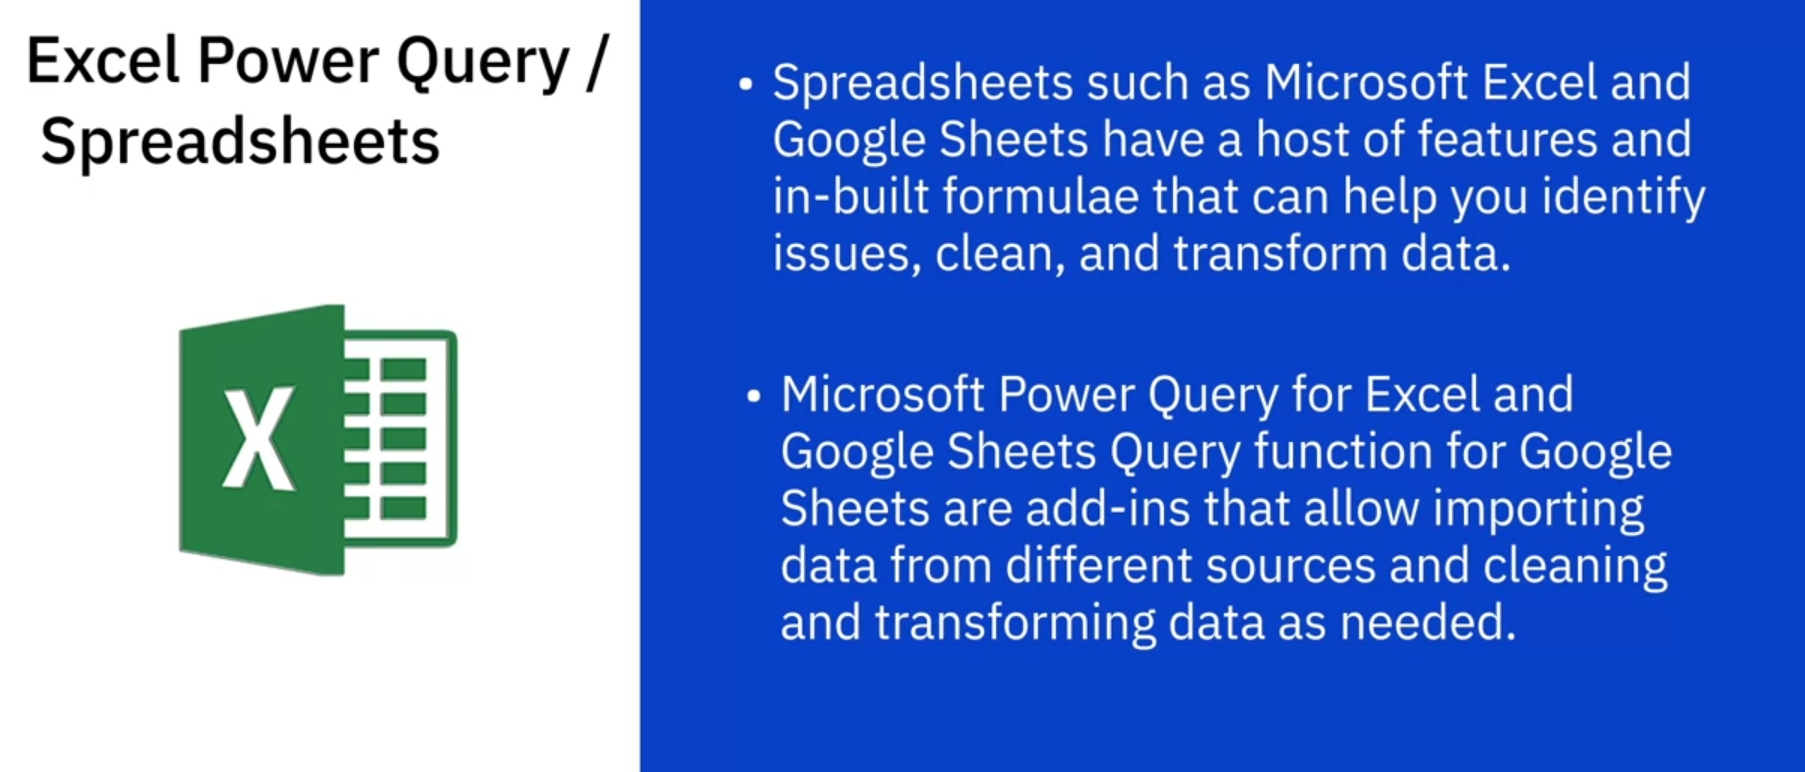 Excel Power Query /
Spreadsheets
X
• Spreadsheets such as Microsoft Excel and
Google Sheets have a host of features and
in-built formulae that can help you identify
issues, clean, and transform data.
• Microsoft Power Query for Excel and
Google Sheets Query function for Google
Sheets are add-ins that allow importing
data from different sources and cleaning
and transforming data as needed.